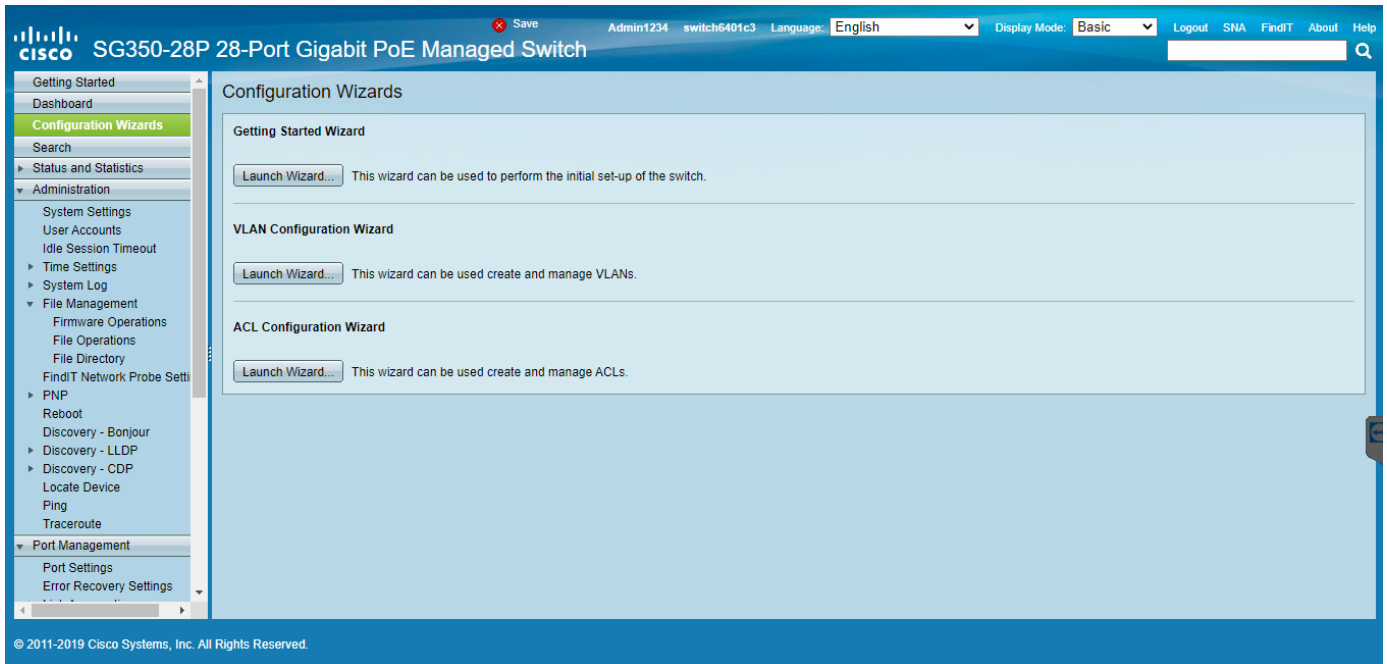 Save Admin1234 switch6401c3 Language: English Display Mode: Basic Logout SNA FindIT About Help
CISCO SG350-28P 28-Port Gigabit PoE Managed Switch
Getting Started
Dashboard
Configuration Wizards
Search
Status and Statistics
Administration
System Settings
User Accounts
Idle Session Timeout
Time Settings
System Log
File Management
Firmware Operations
File Operations
File Directory
FindIT Network Probe Setti
PNP
Reboot
Discovery - Bonjour
Discovery - LLDP
Discovery - CDP
Locate Device
Ping
Traceroute
Port Management
Port Settings
Error Recovery Settings
Configuration Wizards
Getting Started Wizard
Launch Wizard... This wizard can be used to perform the initial set-up of the switch.
VLAN Configuration Wizard
Launch Wizard... This wizard can be used create and manage VLANs.
ACL Configuration Wizard
Launch Wizard... This wizard can be used create and manage ACLs.
© 2011-2019 Cisco Systems, Inc. All Rights Reserved.